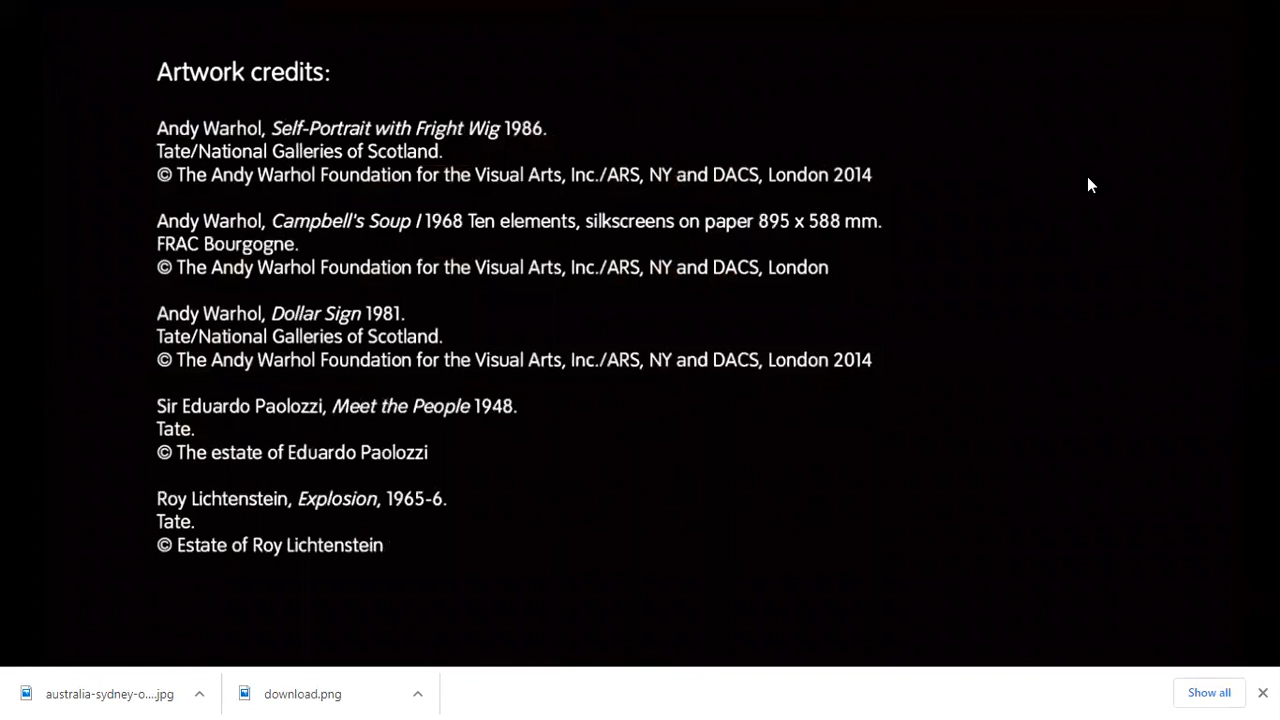 Artwork credits:
Andy Warhol, Self-Portrait with Fright Wig 1986.
Tate/National Galleries of Scotland.
© The Andy Warhol Foundation for the Visual Arts, Inc./ARS, NY and DACS, London 2014
Andy Warhol, Campbell's Soup I 1968 Ten elements, silkscreens on paper 895 x 588 mm.
FRAC Bourgogne.
© The Andy Warhol Foundation for the Visual Arts, Inc./ARS, NY and DACS, London
Andy Warhol, Dollar Sign 1981.
Tate/National Galleries of Scotland.
© The Andy Warhol Foundation for the Visual Arts, Inc./ARS, NY and DACS, London 2014
Sir Eduardo Paolozzi, Meet the People 1948.
Tate.
© The estate of Eduardo Paolozzi
Roy Lichtenstein, Explosion, 1965-6.
Tate.
© Estate of Roy Lichtenstein
australia-sydney-o....jpg download.png Show all